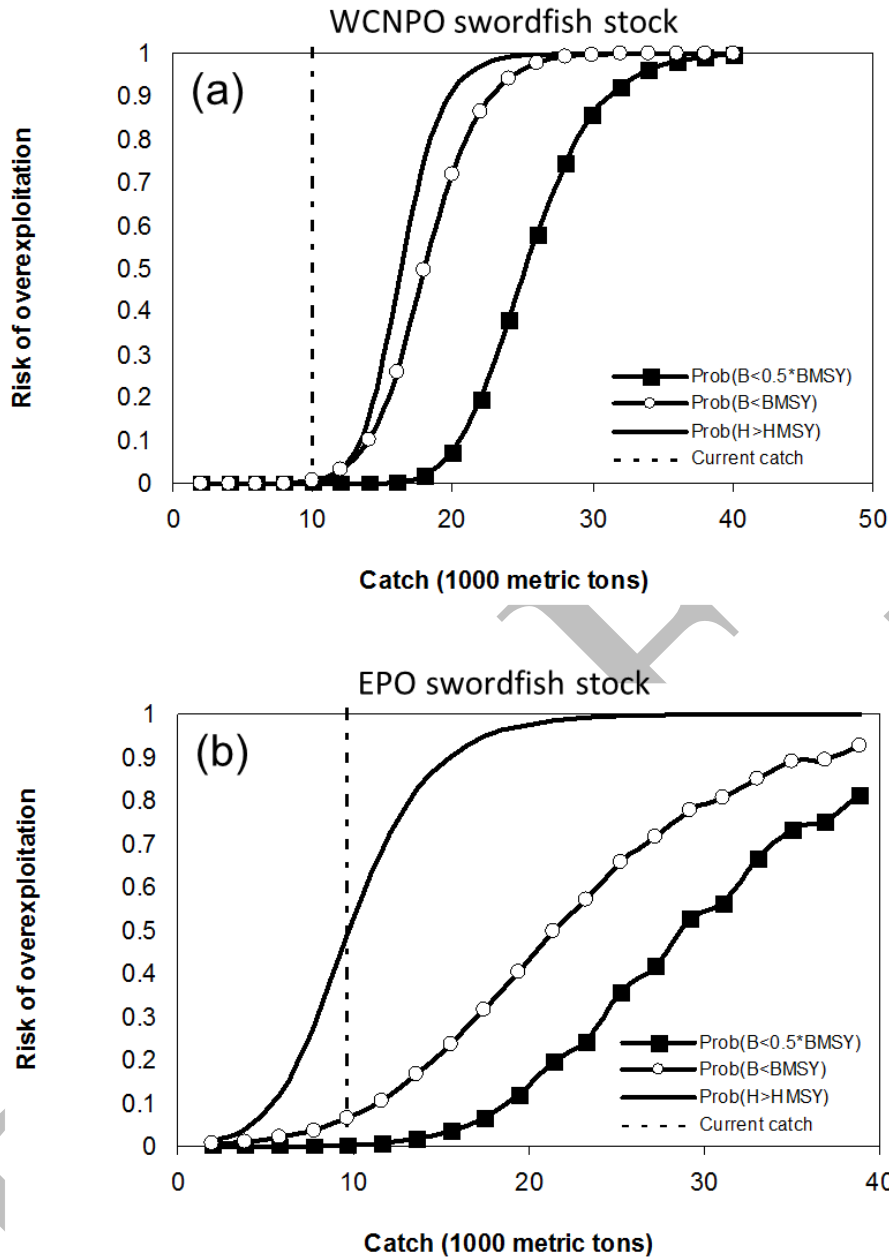 WCNPO swordfish stock
(a)
Risk of overexploitation
1
0.9
0.8
0.7
0.6
0.5
0.4
0.3
0.2
0.1
0
Prob(B<0.5*BMSY)
Prob(B<BMSY)
Prob(H>HMSY)
Current catch
0 10 20 30 40 50
Catch (1000 metric tons)
EPO swordfish stock
(b)
Risk of overexploitation
1
0.9
0.8
0.7
0.6
0.5
0.4
0.3
0.2
0.1
0
Prob(B<0.5*BMSY)
Prob(B<BMSY)
Prob(H>HMSY)
Current catch
0 10 20 30 40
Catch (1000 metric tons)